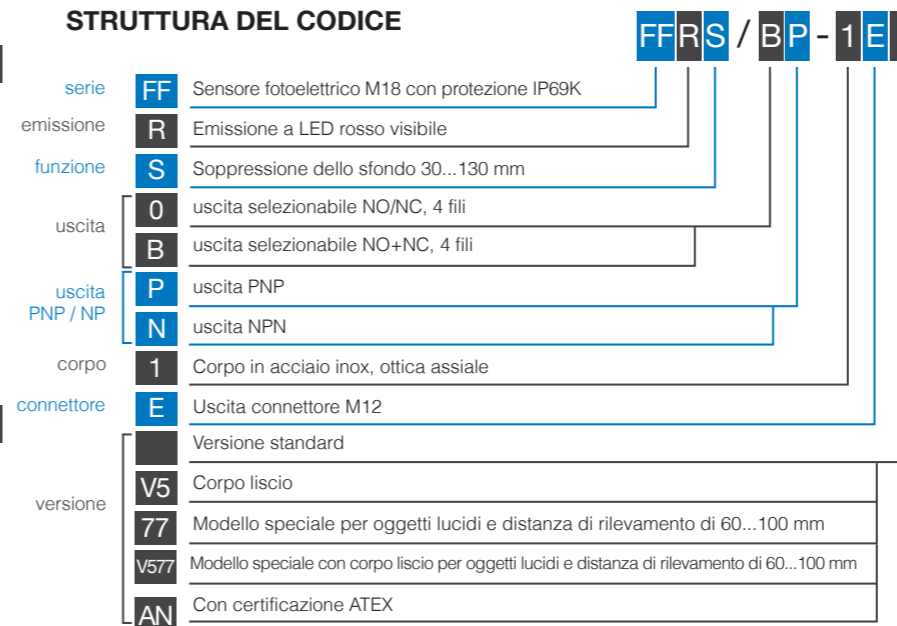 STRUTTURA DEL CODICE
FFRS / BP - 1E
serie FF Sensore fotoelettrico M18 con protezione IP69K
emissione R Emissione a LED rosso visibile
funzione S Soppressione dello sfondo 30...130 mm
uscita
0 uscita selezionabile NO/NC, 4 fili
B uscita selezionabile NO+NC, 4 fili
uscita
PNP / NP
P uscita PNP
N uscita NPN
corpo 1 Corpo in acciaio inox, ottica assiale
connettore E Uscita connettore M12
versione
Versione standard
V5 Corpo liscio
77 Modello speciale per oggetti lucidi e distanza di rilevamento di 60...100 mm
V577 Modello speciale con corpo liscio per oggetti lucidi e distanza di rilevamento di 60...100 mm
AN Con certificazione ATEX